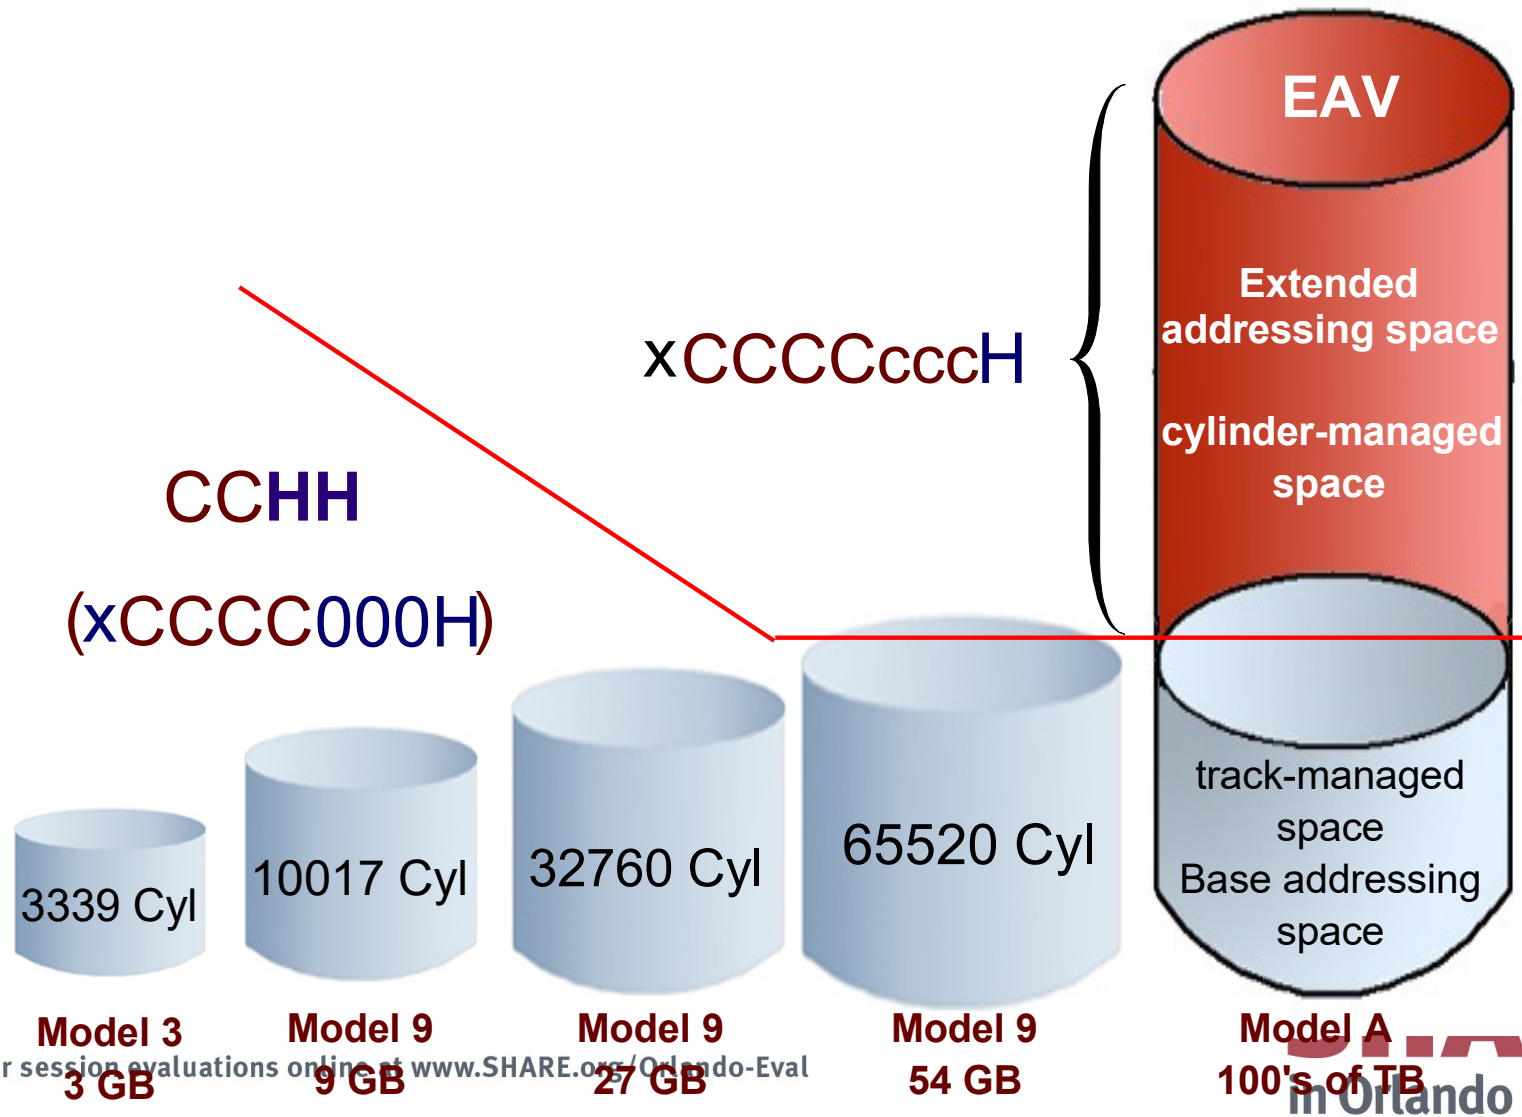 EAV
Extended
addressing space
cylinder-managed
space
xCCCCcccH
CCHH
(xCCCC000H)
track-managed
space
Base addressing
space
3339 Cyl
10017 Cyl
32760 Cyl
65520 Cyl
Model 3
3 GB
Model 9
9 GB
Model 9
27 GB
Model 9
54 GB
Model A
100's of TB
r session evaluations online at www.SHARE.org/Orlando-Eval
in Orlando